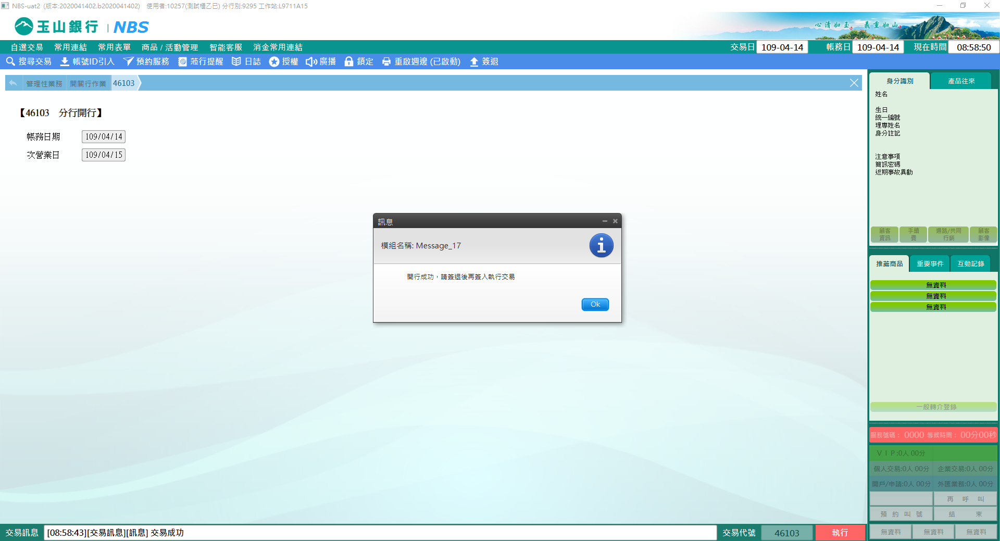 NBS-uat2 (版本:2020041402.b2020041402) 使用者:10257(測試櫃乙巳) 分行別:9295 工作站:L9711A15
玉山銀行 | NBS
心清如玉 義重如山
自選交易 常用連結 常用表單 商品 / 活動管理 智能客服 消金常用連結 交易日 109-04-14 帳務日 109-04-14 現在時間 08:58:50
搜尋交易 帳號ID引入 預約服務 蒞行提醒 日誌 授權 廣播 鎖定 重啟週邊 (已啟動) 簽退
管理性業務 開關行作業 46103
【46103 分行開行】
帳務日期 109/04/14
次營業日 109/04/15
訊息
模組名稱: Message_17
開行成功，請簽退後再簽入執行交易
Ok
身分識別 產品往來
姓名
生日
統一編號
理專姓名
身分註記
注意事項
簡訊密碼
近期事故異動
顧客資訊 手續費 通路/共同行銷 顧客影像
推薦商品 重要事件 互動記錄
無資料
無資料
無資料
一般轉介登錄
服務號碼： 0000 等候時間： 00分00秒
ＶＩＰ:0人 00分
個人交易:0人 00分 企業交易:0人 00分
開戶/申請:0人 00分 外匯業務:0人 00分
再 呼 叫
預 約 叫 號 結 束
無資料 無資料 無資料
交易訊息 [08:58:43][交易訊息][訊息] 交易成功 交易代號 46103 執行